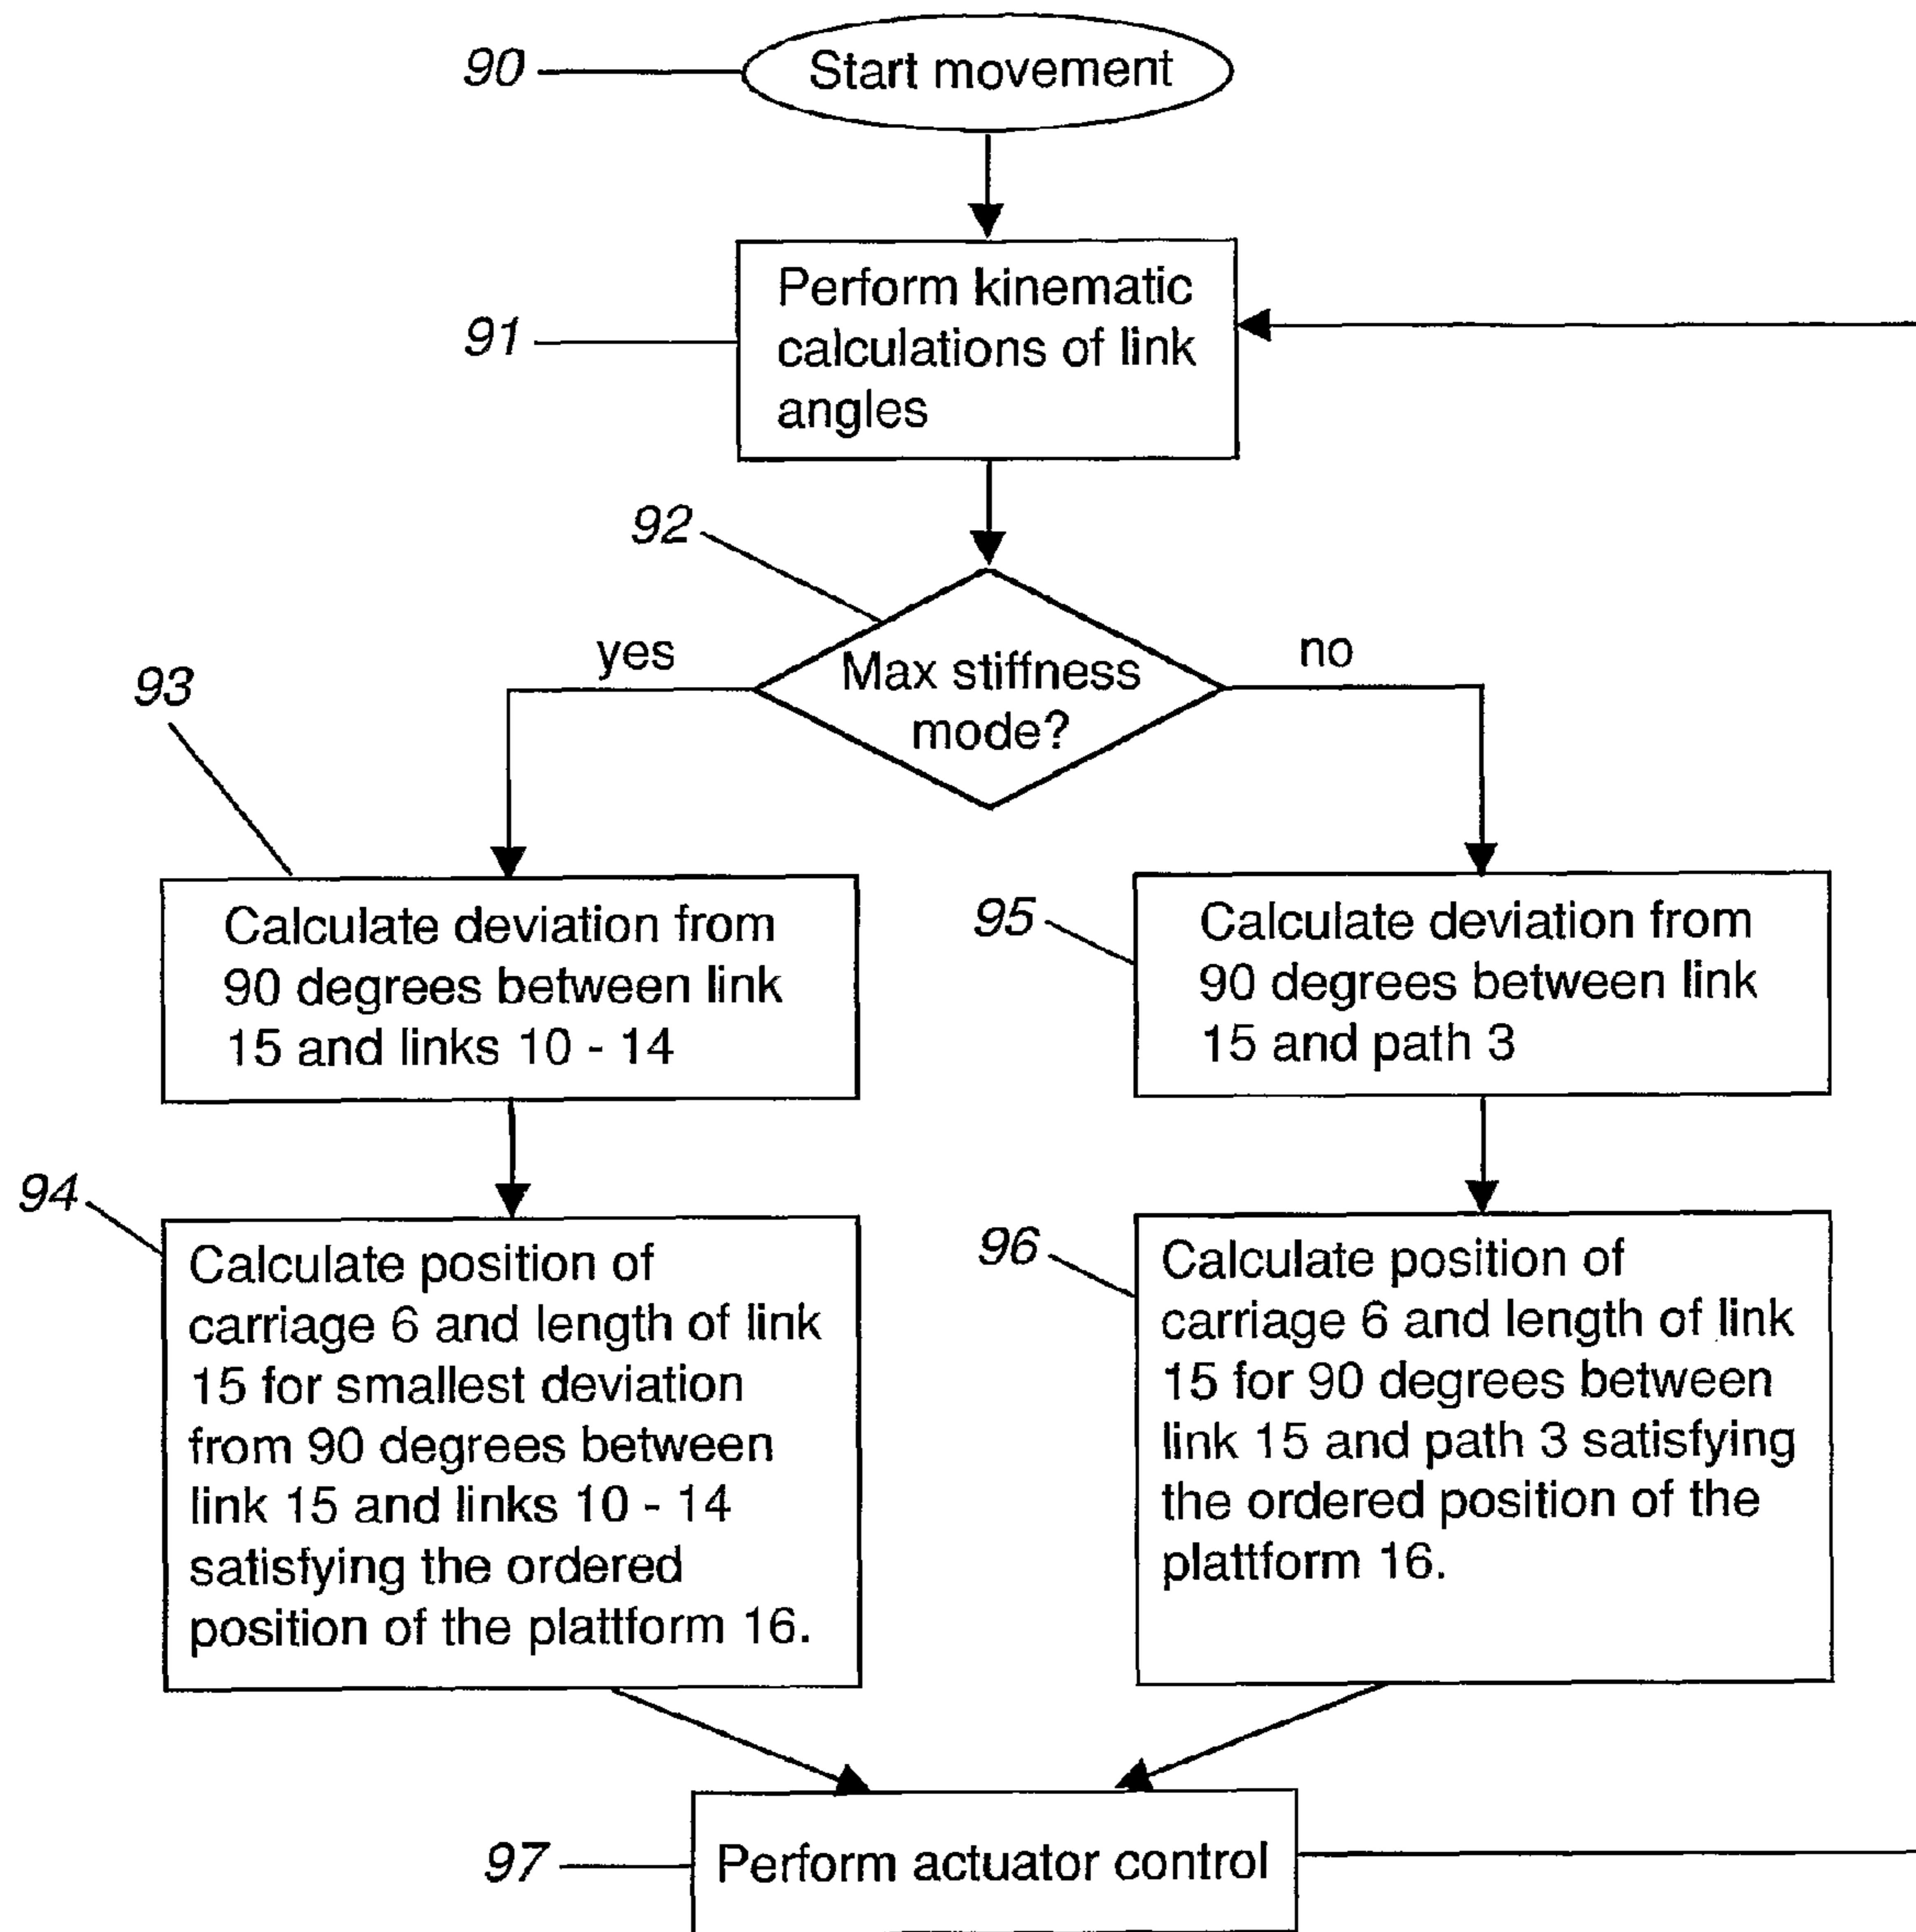 90
Start movement
91
Perform kinematic
calculations of link
angles
92
Max stiffness
mode?
yes
no
93
Calculate deviation from
90 degrees between link
15 and links 10 - 14
95
Calculate deviation from
90 degrees between link
15 and path 3
94
Calculate position of
carriage 6 and length of link
15 for smallest deviation
from 90 degrees between
link 15 and links 10 - 14
satisfying the ordered
position of the plattform 16.
96
Calculate position of
carriage 6 and length of link
15 for 90 degrees between
link 15 and path 3 satisfying
the ordered position of the
plattform 16.
97
Perform actuator control